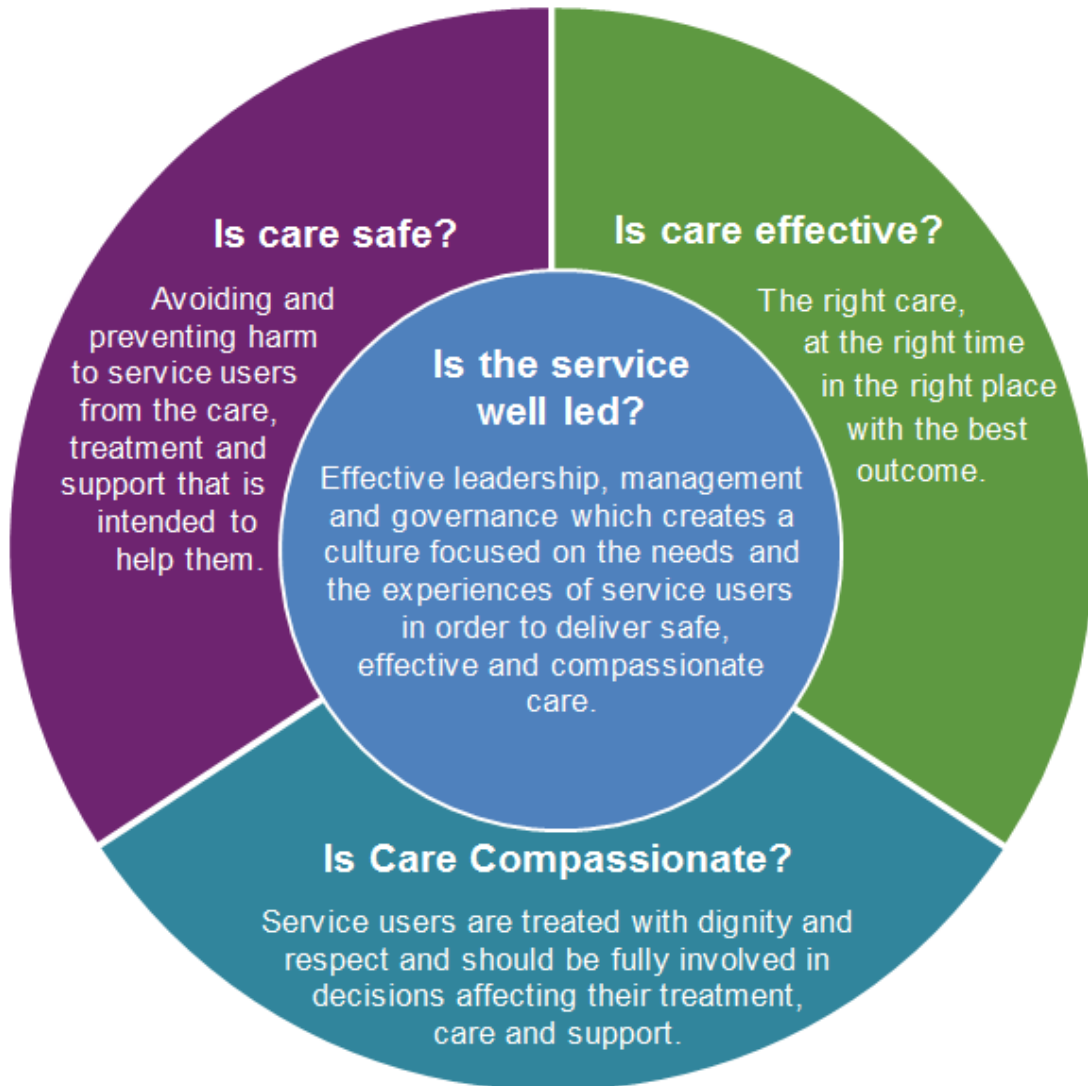 Is care safe?
Avoiding and
preventing harm
to service users
from the care,
treatment and
support that is
intended to
help them.
Is care effective?
The right care,
at the right time
in the right place
with the best
outcome.
Is the service
well led?
Effective leadership, management
and governance which creates a
culture focused on the needs and
the experiences of service users
in order to deliver safe,
effective and compassionate
care.
Is Care Compassionate?
Service users are treated with dignity and
respect and should be fully involved in
decisions affecting their treatment,
care and support.